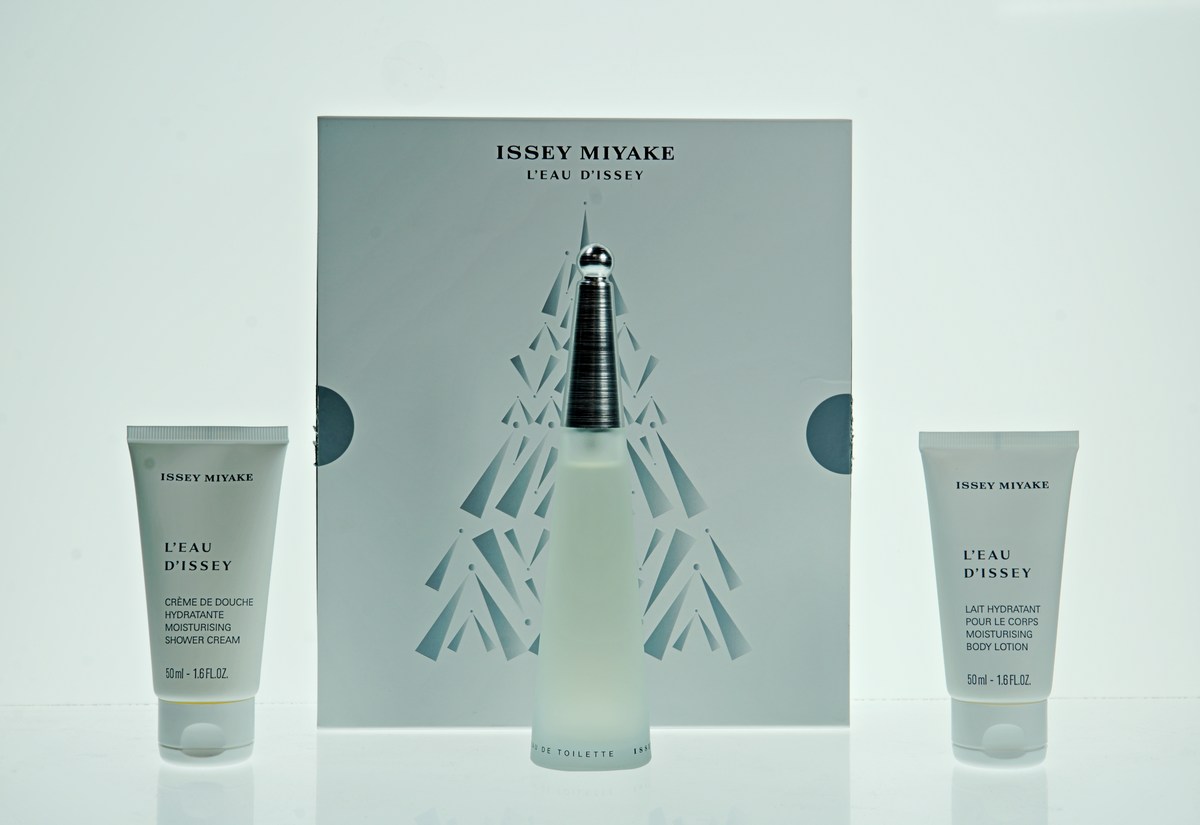 ISSEY MIYAKE
L'EAU D'ISSEY
ISSEY MIYAKE
L'EAU
D'ISSEY
CRÈME DE DOUCHE
HYDRATANTE
MOISTURISING
SHOWER CREAM
50 ml - 1.6 FL.OZ.
DE TOILETTE
ISSEY MIYAKE
L'EAU
D'ISSEY
LAIT HYDRATANT
POUR LE CORPS
MOISTURISING
BODY LOTION
50 ml - 1.6 FL.OZ.